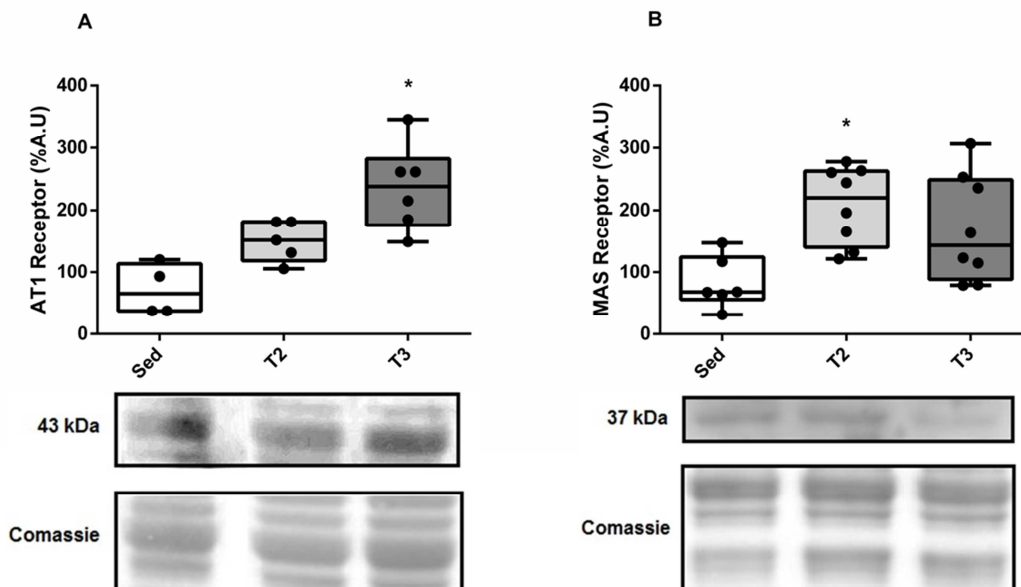 A
AT1 Receptor (%A.U)
400
300
200
100
0
*
Sed
T2
T3
43 kDa
Comassie
B
MAS Receptor (%A.U)
400
300
200
100
0
*
Sed
T2
T3
37 kDa
Comassie